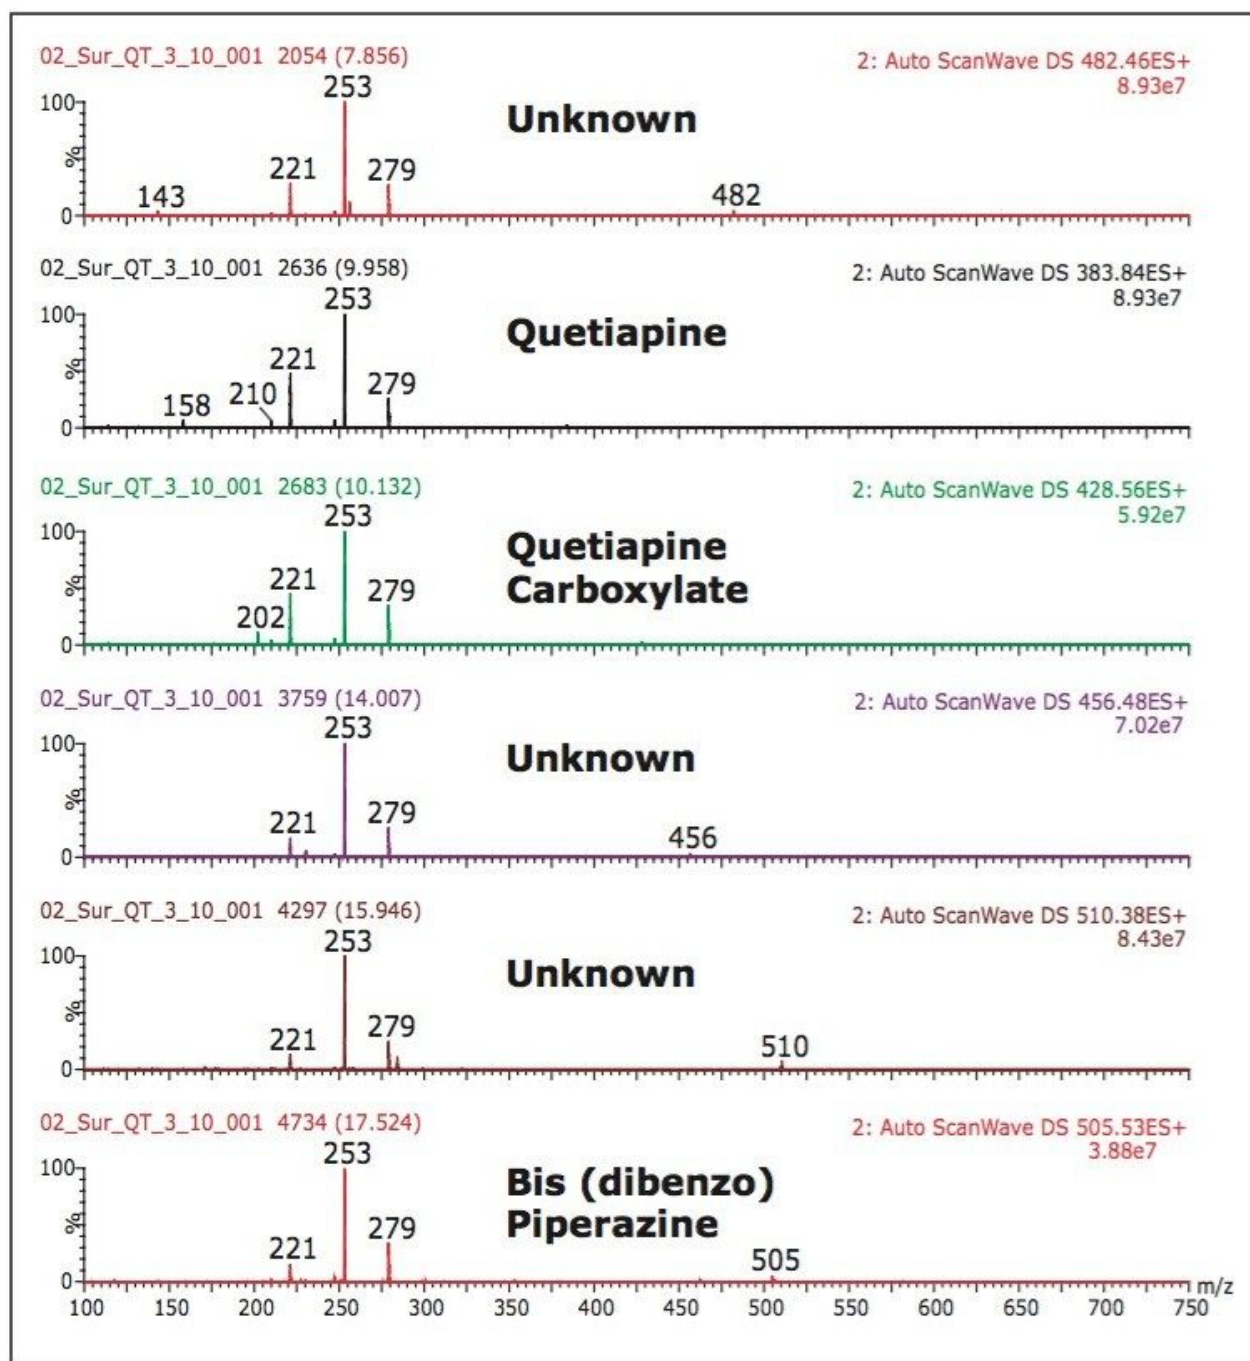 02_Sur_QT_3_10_001 2054 (7.856)
2: Auto ScanWave DS 482.46ES+
8.93e7
100
%
0
253
Unknown
221
279
143
482
02_Sur_QT_3_10_001 2636 (9.958)
2: Auto ScanWave DS 383.84ES+
8.93e7
100
%
0
253
Quetiapine
221
279
210
158
02_Sur_QT_3_10_001 2683 (10.132)
2: Auto ScanWave DS 428.56ES+
5.92e7
100
%
0
253
Quetiapine
Carboxylate
221
279
202
02_Sur_QT_3_10_001 3759 (14.007)
2: Auto ScanWave DS 456.48ES+
7.02e7
100
%
0
253
Unknown
221
279
456
02_Sur_QT_3_10_001 4297 (15.946)
2: Auto ScanWave DS 510.38ES+
8.43e7
100
%
0
253
Unknown
221
279
510
02_Sur_QT_3_10_001 4734 (17.524)
2: Auto ScanWave DS 505.53ES+
3.88e7
100
%
0
253
Bis (dibenzo)
Piperazine
221
279
505
m/z
100 150 200 250 300 350 400 450 500 550 600 650 700 750